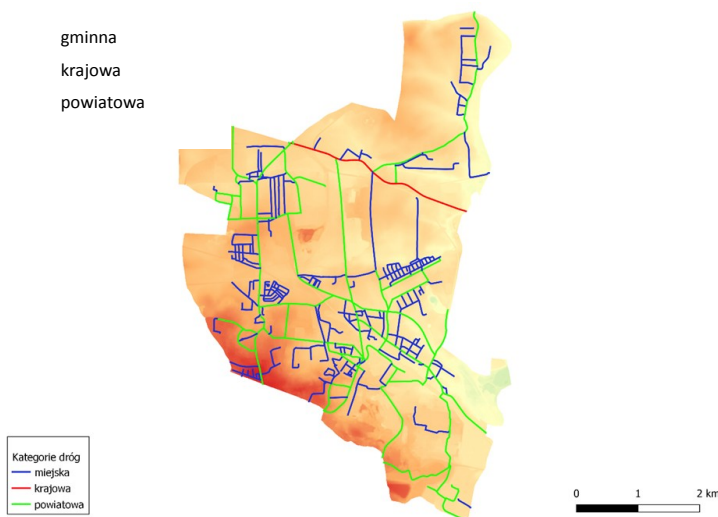 gminna
krajowa
powiatowa
Kategorie dróg
miejska
krajowa
powiatowa
0 1 2 km